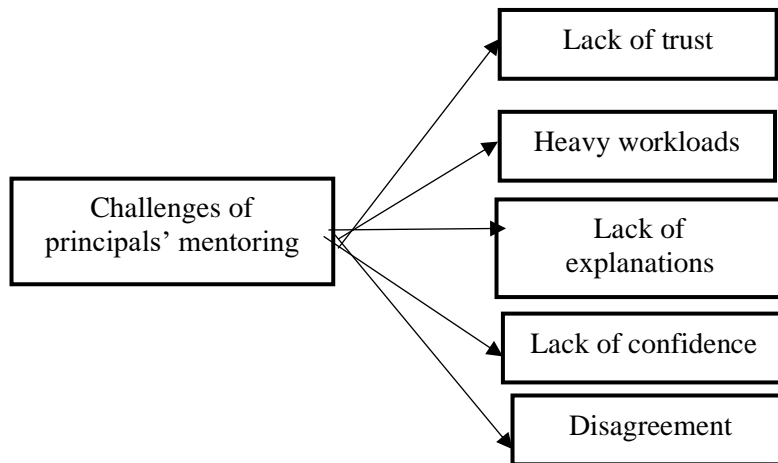 Lack of trust
Heavy workloads
Challenges of
principals’ mentoring
Lack of
explanations
Lack of confidence
Disagreement